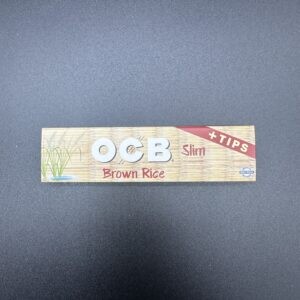 OCB Slim
+TIPS
Brown Rice